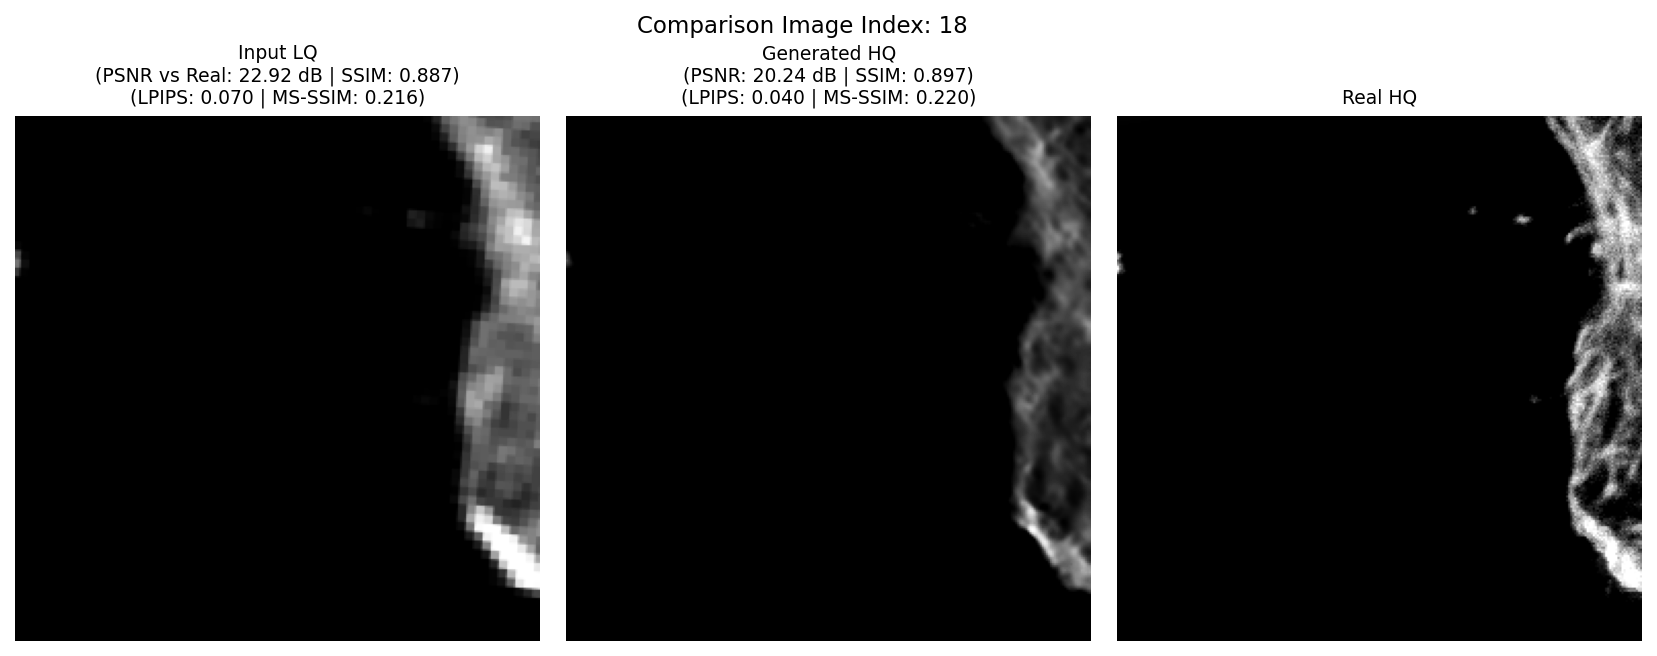 Comparison Image Index: 18
Input LQ
(PSNR vs Real: 22.92 dB | SSIM: 0.887)
(LPIPS: 0.070 | MS-SSIM: 0.216)
Generated HQ
(PSNR: 20.24 dB | SSIM: 0.897)
(LPIPS: 0.040 | MS-SSIM: 0.220)
Real HQ